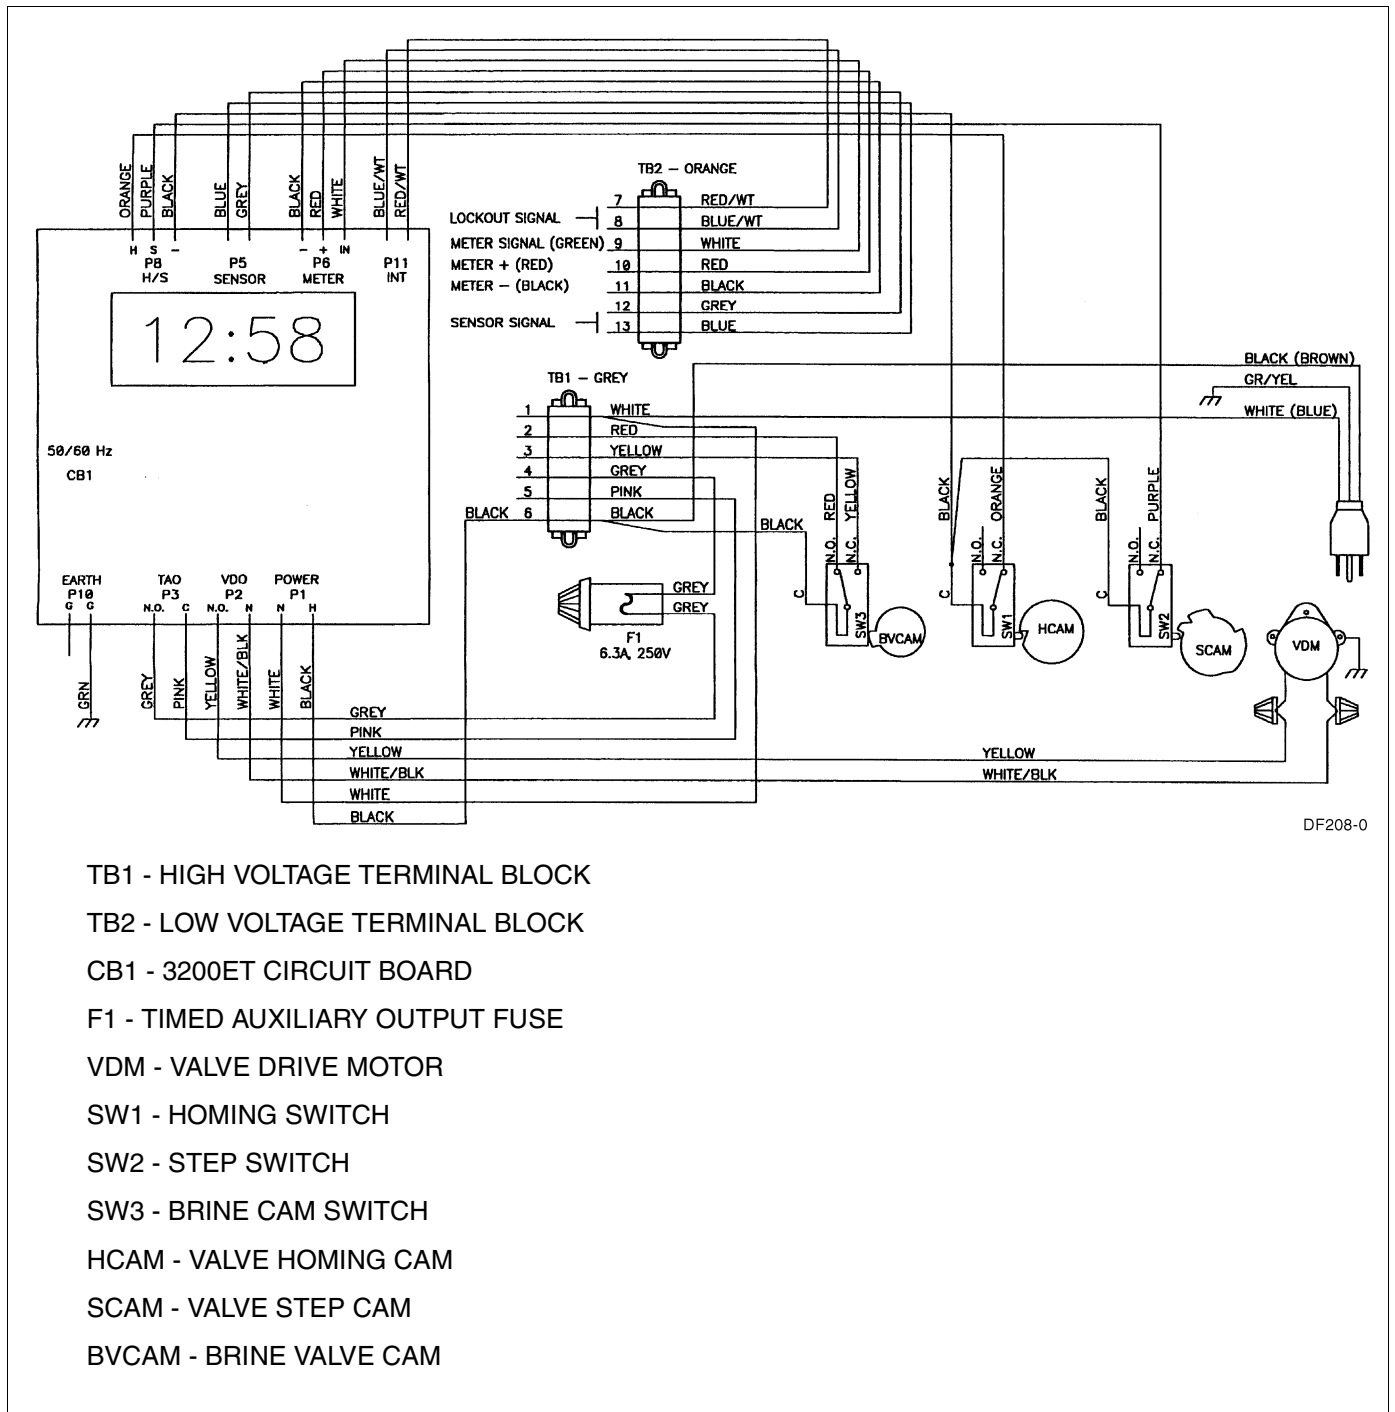 ORANGE
PURPLE
BLACK
BLUE
GREY
BLACK
RED
WHITE
BLUE/WT
RED/WT
H S - - + IN
P8 P5 P6 P11
H/S SENSOR METER INT
12:58
50/60 Hz
CB1
EARTH TAO VDO POWER
P10 P3 P2 P1
G G N.O. C N.O. N N H
GRN
GREY
PINK
YELLOW
WHITE/BLK
WHITE
BLACK
TB2 - ORANGE
7 RED/WT
LOCKOUT SIGNAL
8 BLUE/WT
METER SIGNAL (GREEN) 9 WHITE
METER + (RED) 10 RED
METER - (BLACK) 11 BLACK
12 GREY
SENSOR SIGNAL
13 BLUE
TB1 - GREY
1 WHITE
2 RED
3 YELLOW
4 GREY
5 PINK
BLACK 6 BLACK
BLACK
BLACK (BROWN)
GR/YEL
WHITE (BLUE)
GREY
GREY
F1
6.3A, 250V
RED
YELLOW
N.O.
N.C.
C
SW3
BVCAM
BLACK
ORANGE
N.O.
N.C.
C
SW1
HCAM
BLACK
PURPLE
N.O.
N.C.
C
SW2
SCAM
VDM
GREY
PINK
YELLOW YELLOW
WHITE/BLK WHITE/BLK
WHITE
BLACK
DF208-0
TB1 - HIGH VOLTAGE TERMINAL BLOCK
TB2 - LOW VOLTAGE TERMINAL BLOCK
CB1 - 3200ET CIRCUIT BOARD
F1 - TIMED AUXILIARY OUTPUT FUSE
VDM - VALVE DRIVE MOTOR
SW1 - HOMING SWITCH
SW2 - STEP SWITCH
SW3 - BRINE CAM SWITCH
HCAM - VALVE HOMING CAM
SCAM - VALVE STEP CAM
BVCAM - BRINE VALVE CAM